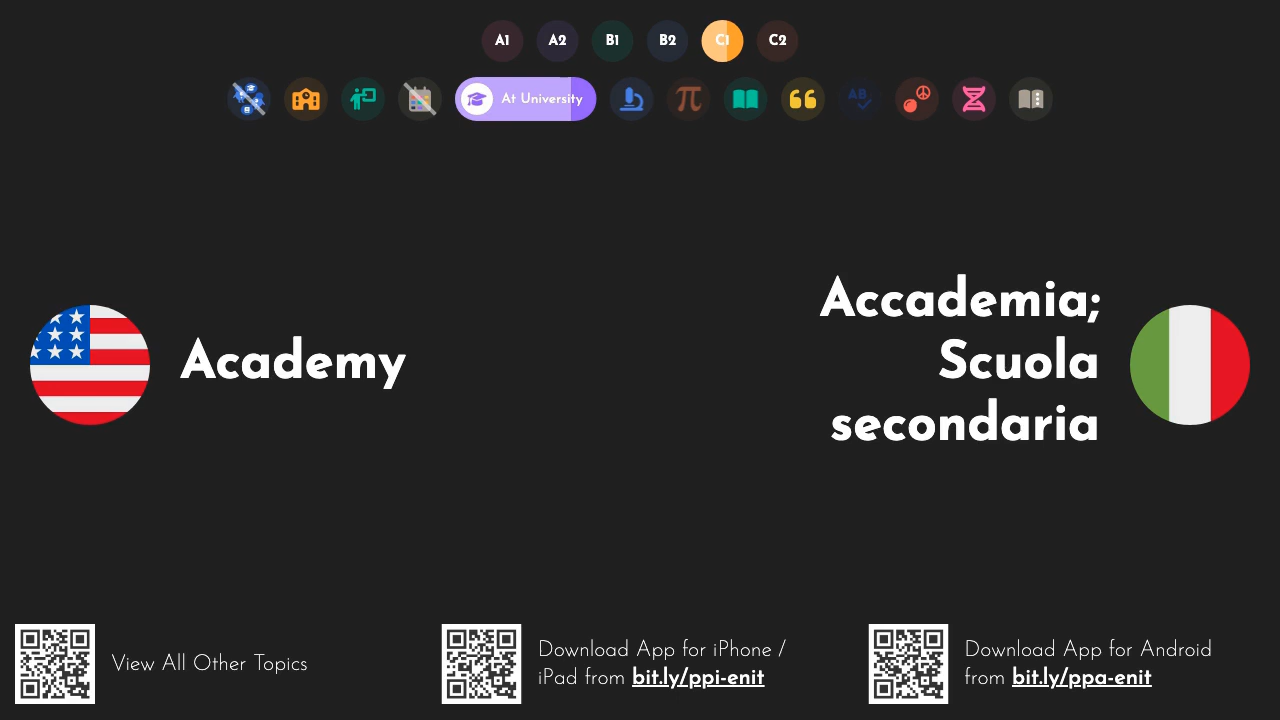 A1 A2 B1 B2 C1 C2
At University
Academy
Accademia;
Scuola
secondaria
View All Other Topics
Download App for iPhone /
iPad from bit.ly/ppi-enit
Download App for Android
from bit.ly/ppa-enit